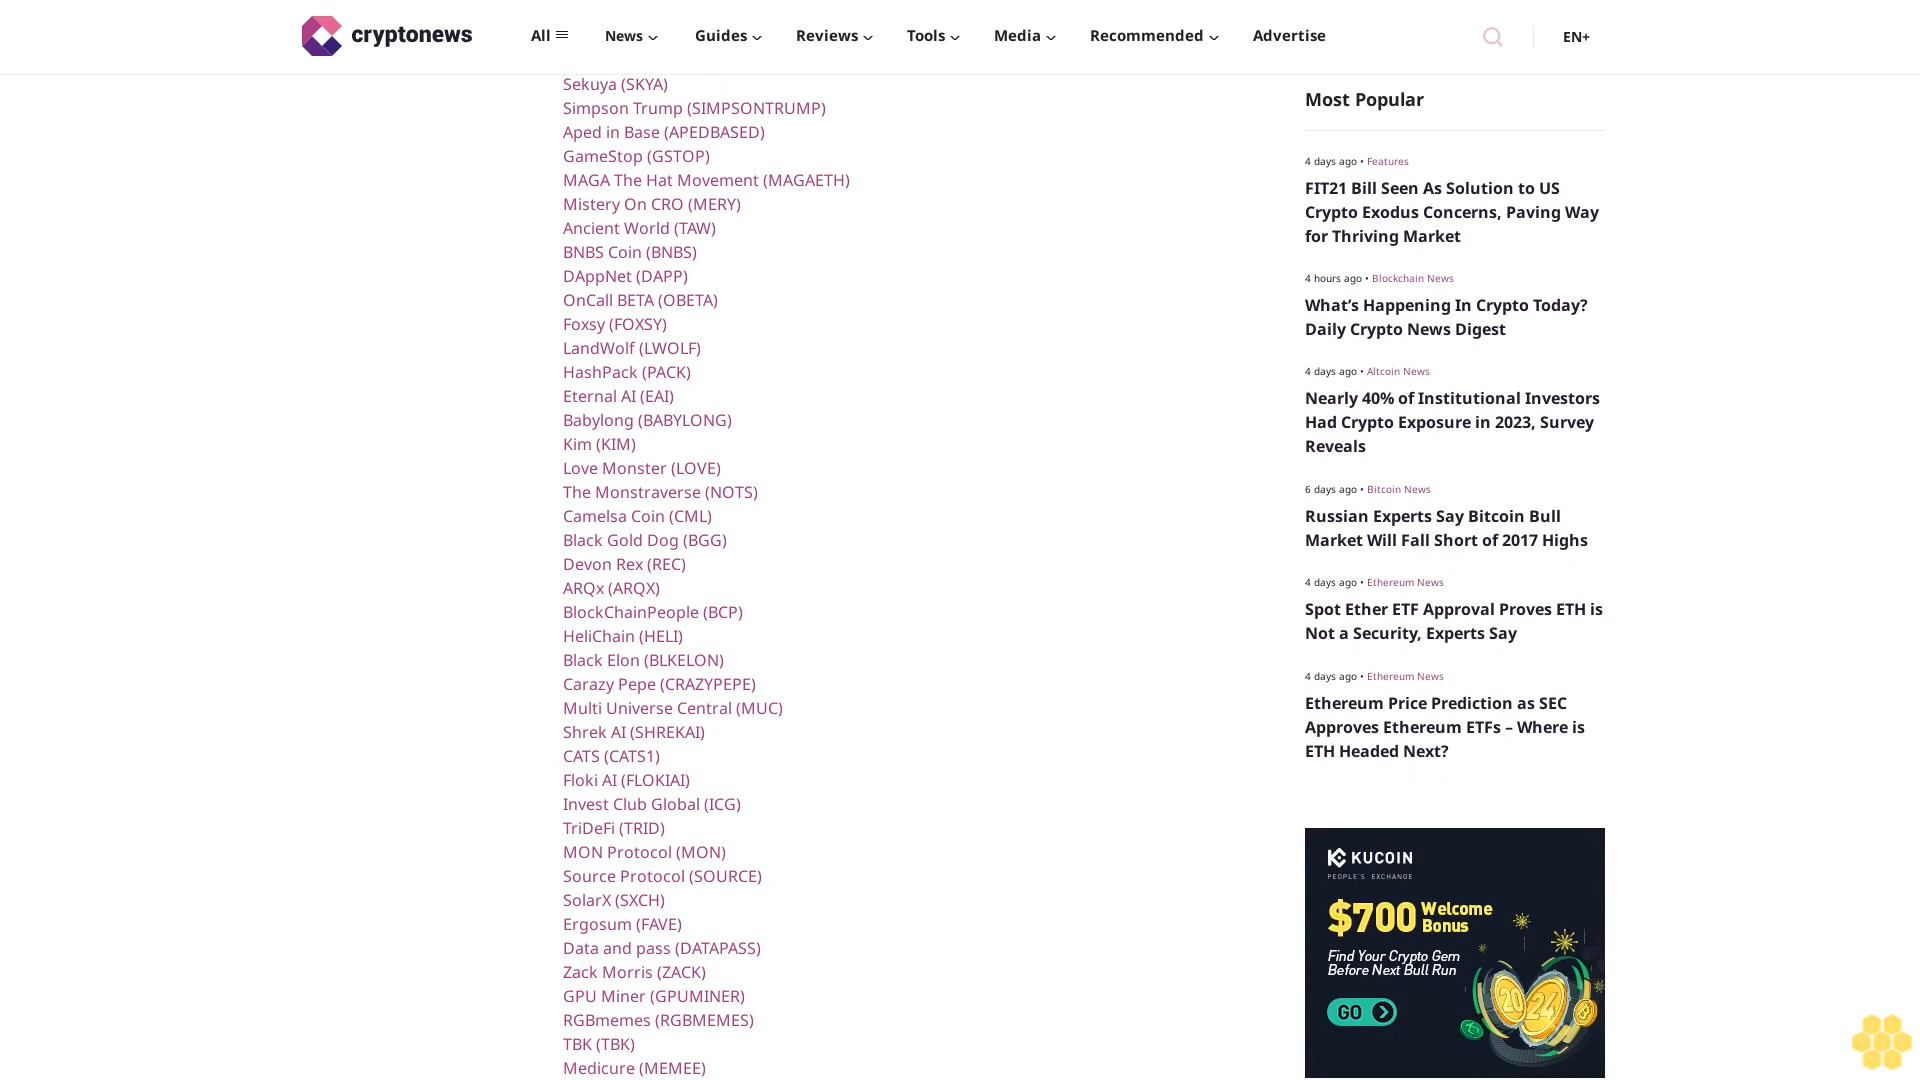 cryptonews
All
News
Guides
Reviews
Tools
Media
Recommended
Advertise
EN+
Sekuya (SKYA)
Simpson Trump (SIMPSONTRUMP)
Aped in Base (APEDBASED)
GameStop (GSTOP)
MAGA The Hat Movement (MAGAETH)
Mistery On CRO (MERY)
Ancient World (TAW)
BNBS Coin (BNBS)
DAppNet (DAPP)
OnCall BETA (OBETA)
Foxsy (FOXSY)
LandWolf (LWOLF)
HashPack (PACK)
Eternal AI (EAI)
Babylong (BABYLONG)
Kim (KIM)
Love Monster (LOVE)
The Monstraverse (NOTS)
Camelsa Coin (CML)
Black Gold Dog (BGG)
Devon Rex (REC)
ARQx (ARQX)
BlockChainPeople (BCP)
HeliChain (HELI)
Black Elon (BLKELON)
Carazy Pepe (CRAZYPEPE)
Multi Universe Central (MUC)
Shrek AI (SHREKAI)
CATS (CATS1)
Floki AI (FLOKIAI)
Invest Club Global (ICG)
TriDeFi (TRID)
MON Protocol (MON)
Source Protocol (SOURCE)
SolarX (SXCH)
Ergosum (FAVE)
Data and pass (DATAPASS)
Zack Morris (ZACK)
GPU Miner (GPUMINER)
RGBmemes (RGBMEMES)
TBK (TBK)
Medicure (MEMEE)
Most Popular
4 days ago • Features
FIT21 Bill Seen As Solution to US
Crypto Exodus Concerns, Paving Way
for Thriving Market
4 hours ago • Blockchain News
What’s Happening In Crypto Today?
Daily Crypto News Digest
4 days ago • Altcoin News
Nearly 40% of Institutional Investors
Had Crypto Exposure in 2023, Survey
Reveals
6 days ago • Bitcoin News
Russian Experts Say Bitcoin Bull
Market Will Fall Short of 2017 Highs
4 days ago • Ethereum News
Spot Ether ETF Approval Proves ETH is
Not a Security, Experts Say
4 days ago • Ethereum News
Ethereum Price Prediction as SEC
Approves Ethereum ETFs – Where is
ETH Headed Next?
KUCOIN
PEOPLE'S EXCHANGE
$700 Welcome
Bonus
Find Your Crypto Gem
Before Next Bull Run
GO
20 24